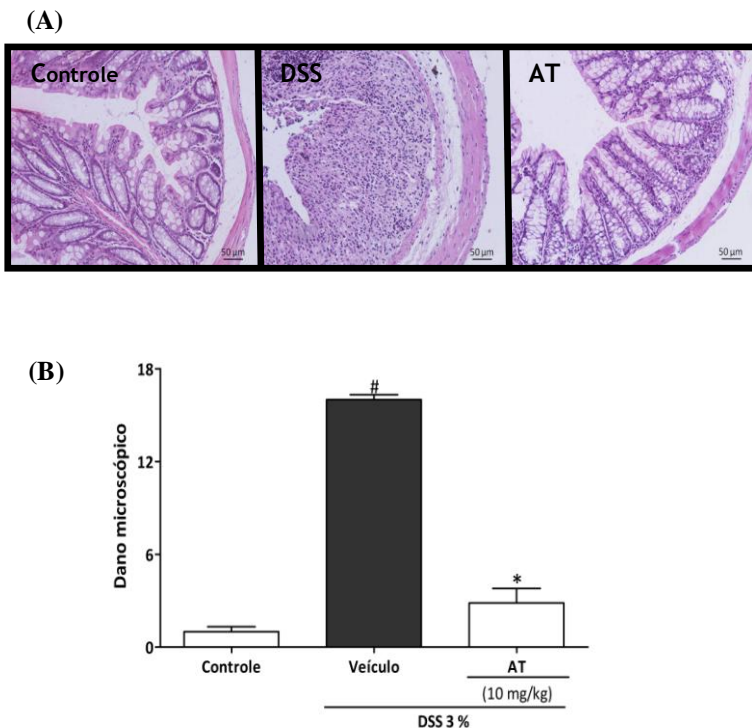 (A)
Controle DSS AT
50 µm 50 µm 50 µm
(B)
18
12
6
0
Dano microscópico
#
*
Controle Veículo AT
(10 mg/kg)
DSS 3 %